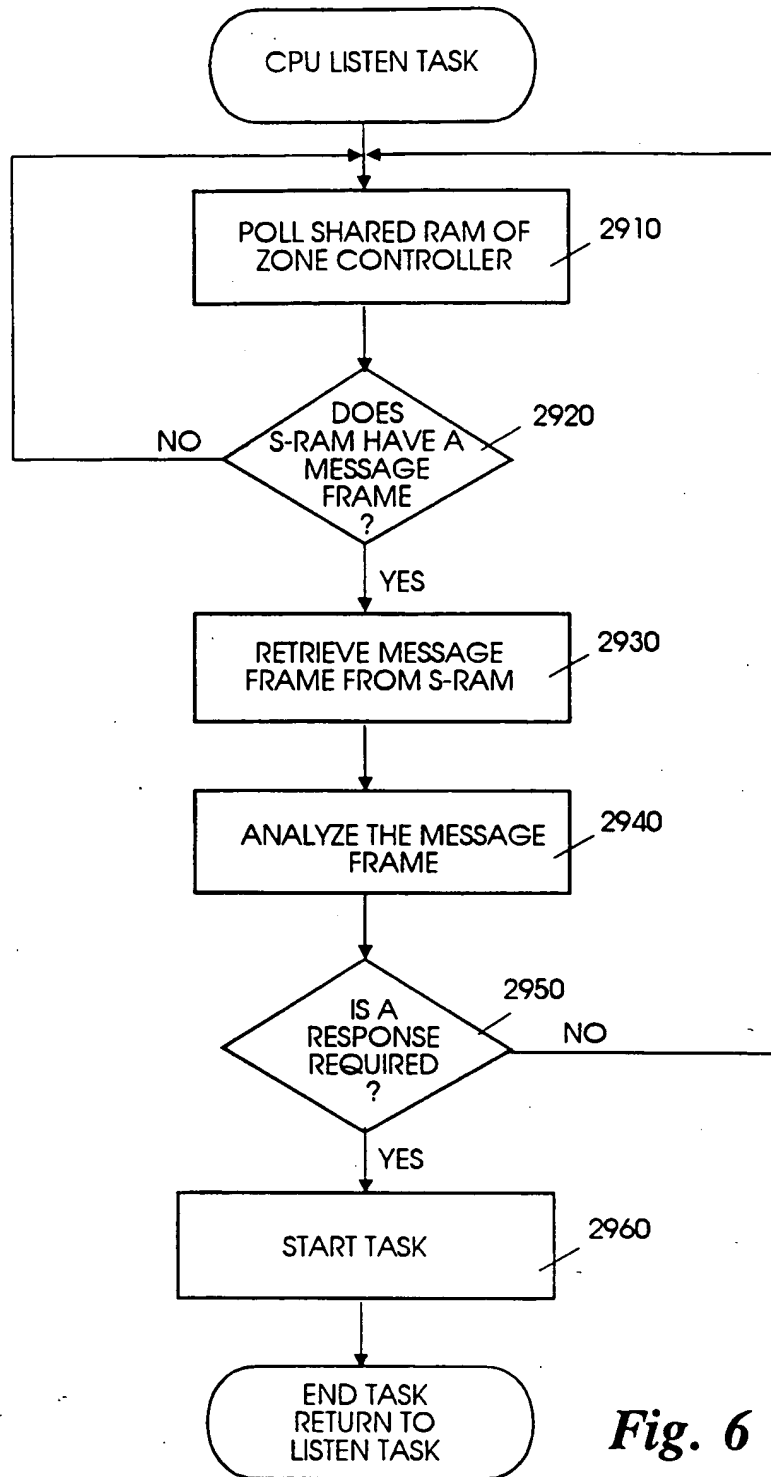 CPU LISTEN TASK
POLL SHARED RAM OF
ZONE CONTROLLER
2910
DOES
S-RAM HAVE A
MESSAGE
FRAME
?
2920
NO
YES
RETRIEVE MESSAGE
FRAME FROM S-RAM
2930
ANALYZE THE MESSAGE
FRAME
2940
IS A
RESPONSE
REQUIRED
?
2950
NO
YES
START TASK
2960
END TASK
RETURN TO
LISTEN TASK
Fig. 6